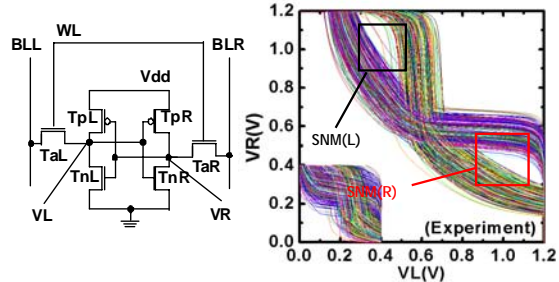 BLL
WL
BLR
Vdd
TpL
TpR
TaL
TaR
TnL
TnR
VL
VR
VR(V)
1.2
1.0
0.8
0.6
0.4
0.2
0.0
SNM(L)
SNM(R)
(Experiment)
0.0 0.2 0.4 0.6 0.8 1.0 1.2
VL(V)